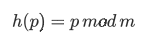 h(p) = p mod m